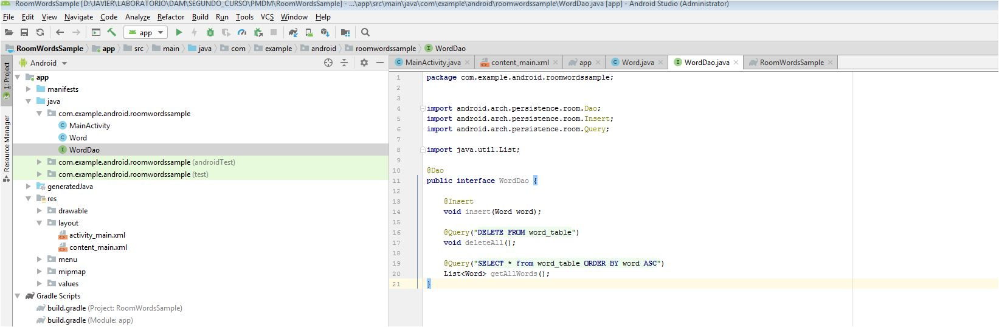 RoomWordsSample [D:\JAVIER\LABORATORIO\DAM\SEGUNDO_CURSO\PMDM\RoomWordsSample] - ...\app\src\main\java\com\example\android\roomwordssample\WordDao.java [app] - Android Studio (Administrator)
File Edit View Navigate Code Analyze Refactor Build Run Tools VCS Window Help
app
RoomWordsSample app src main java com example android roomwordssample WordDao
1: Project
Resource Manager
Android
app
manifests
java
com.example.android.roomwordssample
MainActivity
Word
WordDao
com.example.android.roomwordssample (androidTest)
com.example.android.roomwordssample (test)
generatedJava
res
drawable
layout
activity_main.xml
content_main.xml
menu
mipmap
values
Gradle Scripts
build.gradle (Project: RoomWordsSample)
build.gradle (Module: app)
MainActivity.java content_main.xml app Word.java WordDao.java RoomWordsSample
1 package com.example.android.roomwordssample;
2
3
4 import android.arch.persistence.room.Dao;
5 import android.arch.persistence.room.Insert;
6 import android.arch.persistence.room.Query;
7
8 import java.util.List;
9
10 @Dao
11 public interface WordDao {
12
13 @Insert
14 void insert(Word word);
15
16 @Query("DELETE FROM word_table")
17 void deleteAll();
18
19 @Query("SELECT * from word_table ORDER BY word ASC")
20 List<Word> getAllWords();
21 }